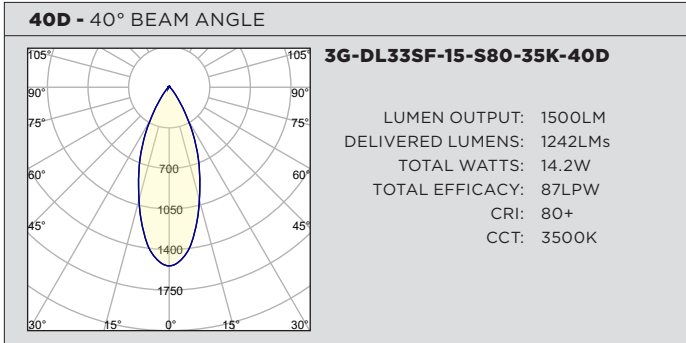 40D - 40° BEAM ANGLE
3G-DL33SF-15-S80-35K-40D
105° 105°
90° 90°
75° 75°
60° 60°
45° 45°
700
1050
1400
1750
30° 15° 0° 15° 30°
LUMEN OUTPUT: 1500LM
DELIVERED LUMENS: 1242LMs
TOTAL WATTS: 14.2W
TOTAL EFFICACY: 87LPW
CRI: 80+
CCT: 3500K